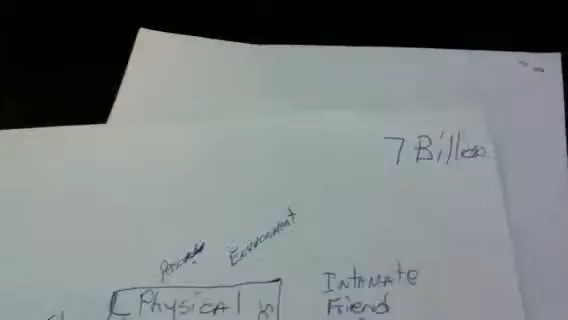 7 Billion
Environment
Physical
Intimate
Friend